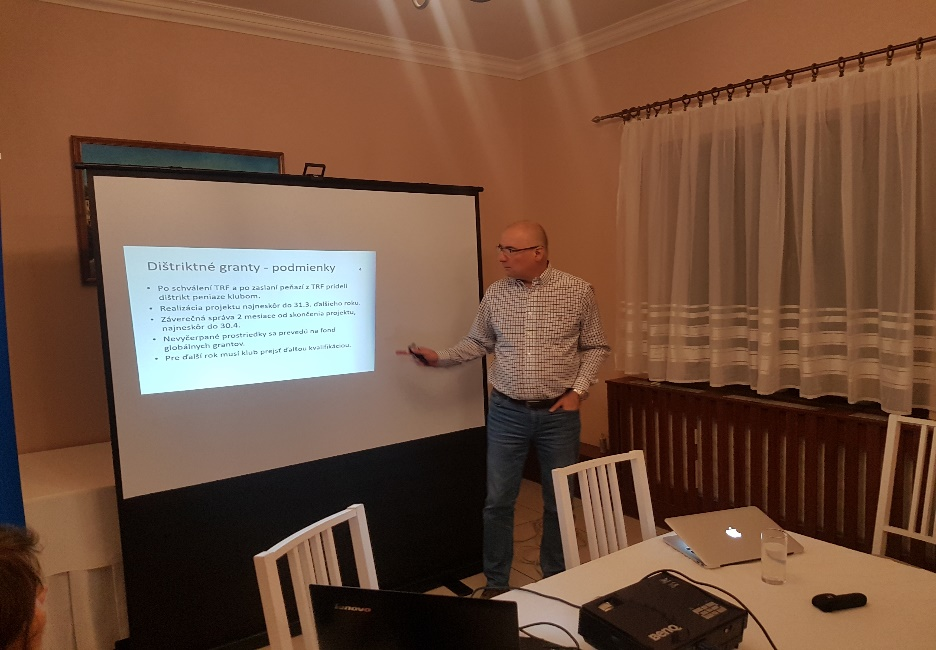 Dištriktné granty - podmienky
• Po schválení TRF a po zaslaní peňazí z TRF pridelí
dištrikt peniaze klubom.
• Realizácia projektu najneskôr do 31.3. ďalšieho roku.
• Záverečná správa 2 mesiace od skončenia projektu,
najneskôr do 30.4.
• Nevyčerpané prostriedky sa prevedú na fond
globálnych grantov.
• Pre ďalší rok musí klub prejsť ďalšou kvalifikáciou.
lenovo
BenQ